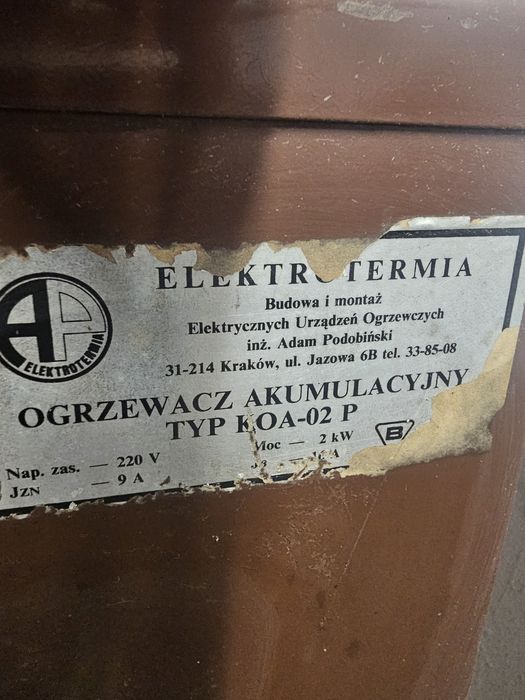 AP
ELEKTROTERMIA
ELEKTROTERMIA
Budowa i montaż
Elektrycznych Urządzeń Ogrzewczych
inż. Adam Podobiński
31-214 Kraków, ul. Jazowa 6B tel. 33-85-08
OGRZEWACZ AKUMULACYJNY
TYP KOA-02 P
Nap. zas. — 220 V Moc — 2 kW B
JZN — 9 A A